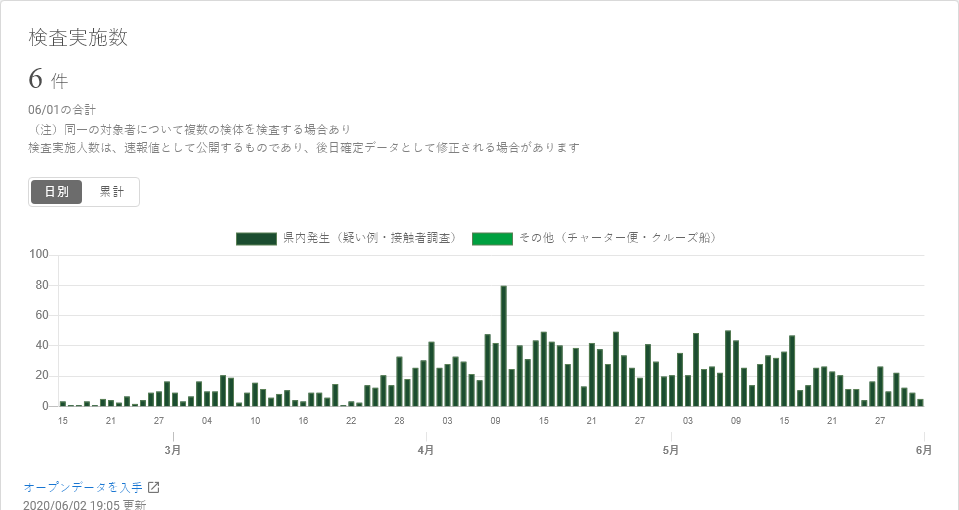 検査実施数
6 件
06/01の合計
（注）同一の対象者について複数の検体を検査する場合あり
検査実施人数は、速報値として公開するものであり、後日確定データとして修正される場合があります
日別 累計
県内発生（疑い例・接触者調査） その他（チャーター便・クルーズ船）
100
80
60
40
20
0
15 21 27 04 10 16 22 28 03 09 15 21 27 03 09 15 21 27
3月 4月 5月 6月
オープンデータを入手
2020/06/02 19:05 更新